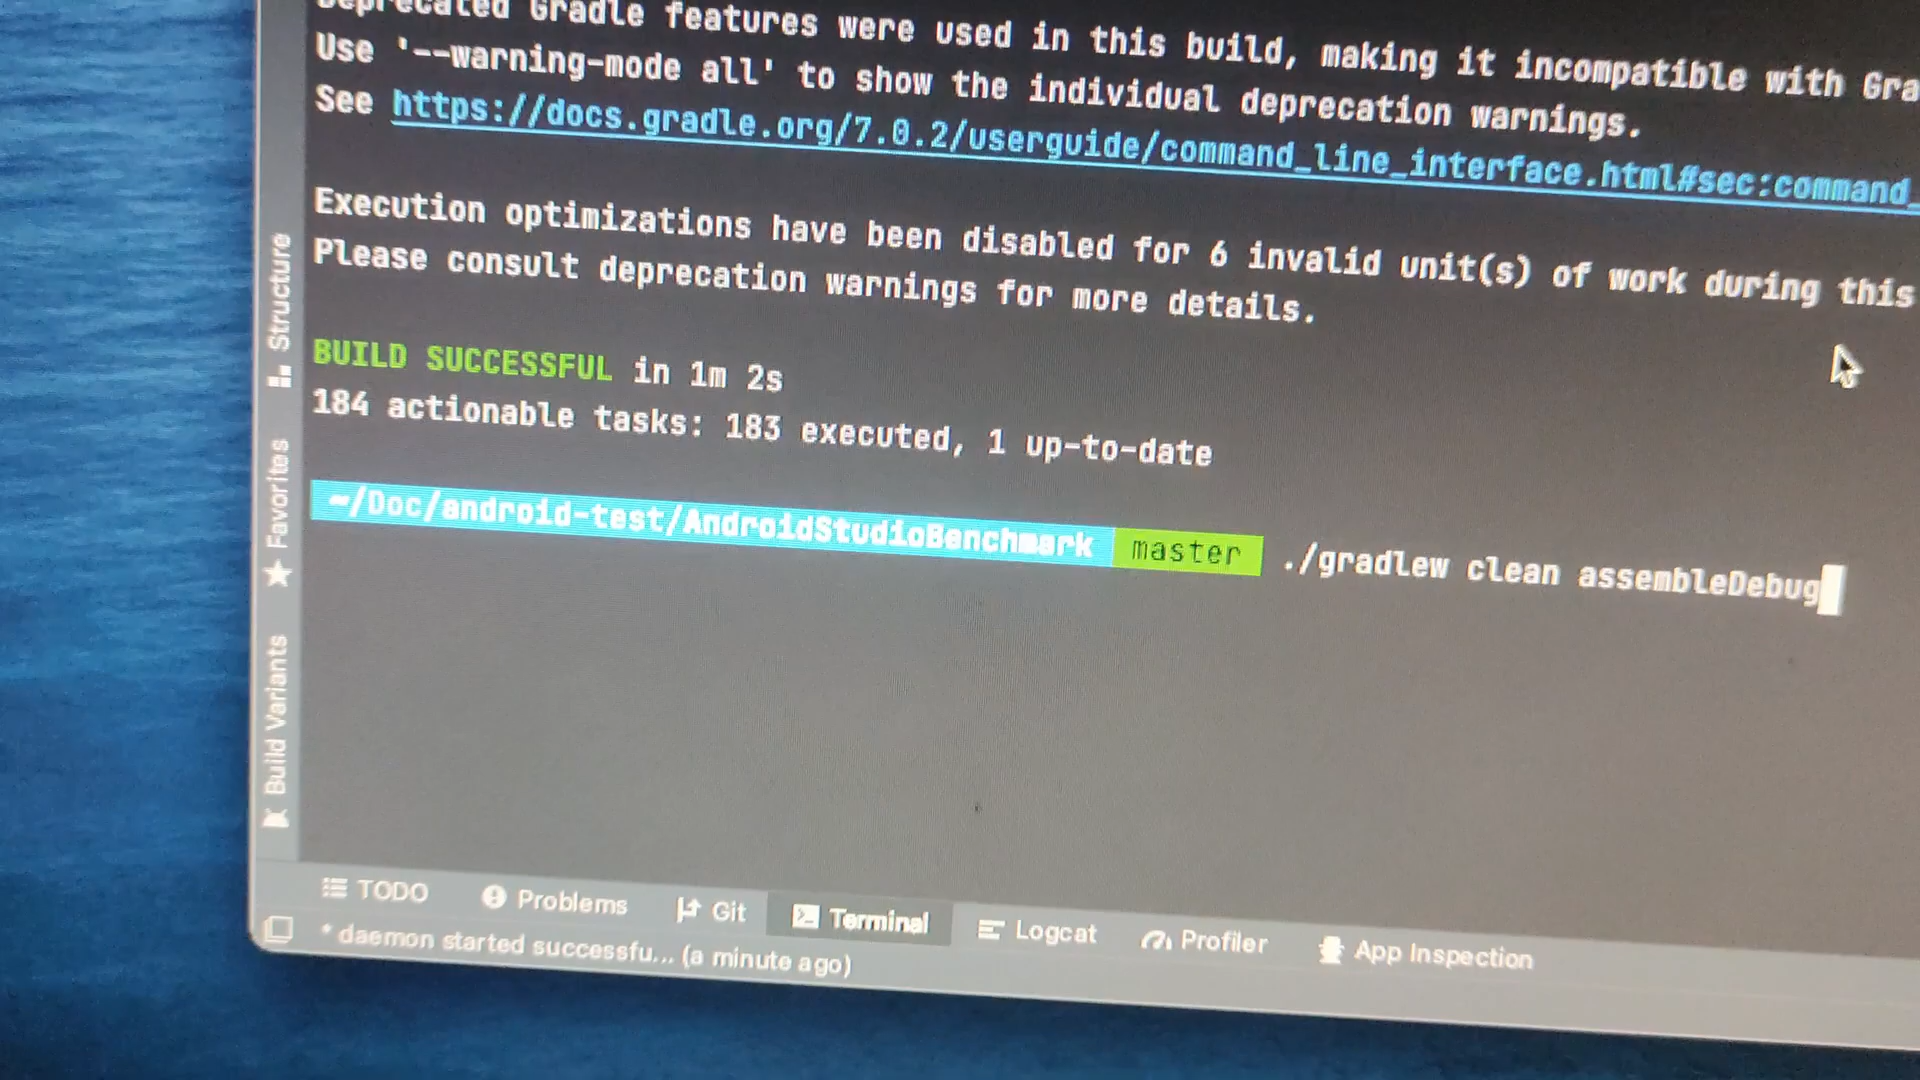 Deprecated Gradle features were used in this build, making it incompatible with Gra
Use '--warning-mode all' to show the individual deprecation warnings.
See https://docs.gradle.org/7.0.2/userguide/command_line_interface.html#sec:command_
Execution optimizations have been disabled for 6 invalid unit(s) of work during this
Please consult deprecation warnings for more details.
BUILD SUCCESSFUL in 1m 2s
184 actionable tasks: 183 executed, 1 up-to-date
~/Doc/android-test/AndroidStudioBenchmark master ./gradlew clean assembleDebug
Structure
Favorites
Build Variants
TODO Problems Git Terminal Logcat Profiler App Inspection
* daemon started successfu... (a minute ago)